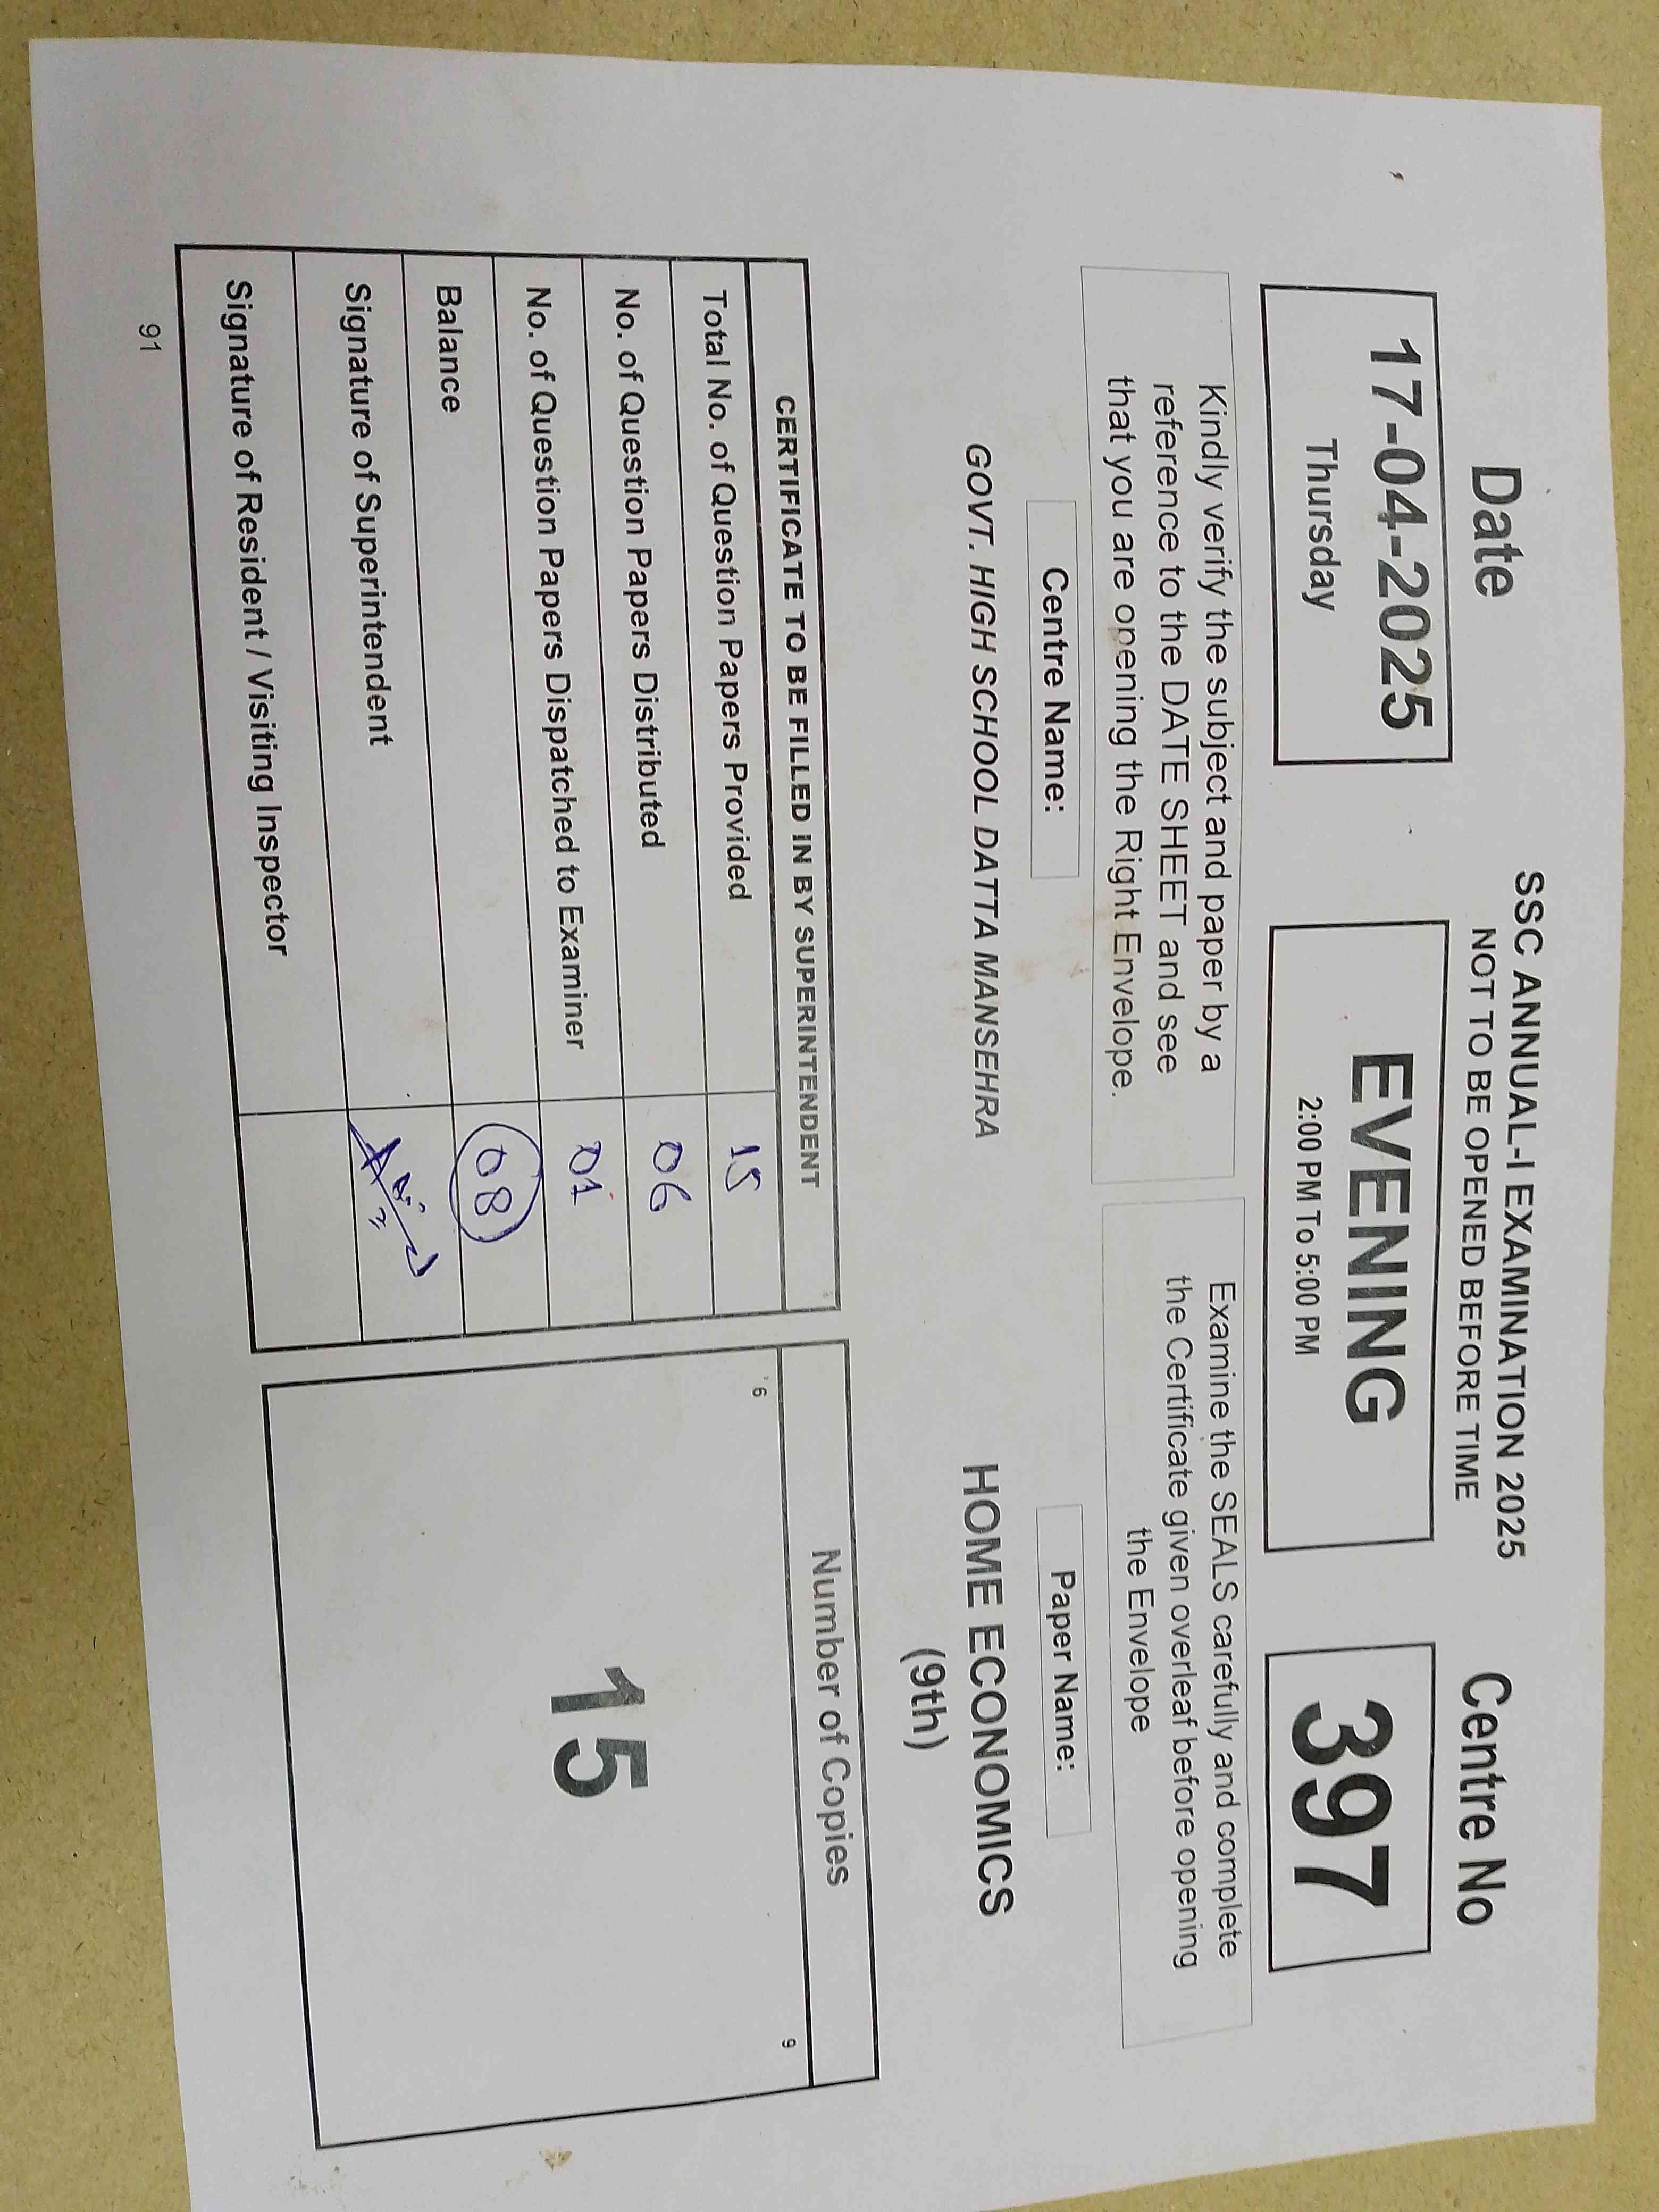 SSC ANNUAL-I EXAMINATION 2025
NOT TO BE OPENED BEFORE TIME
Date
17-04-2025
Thursday
EVENING
2:00 PM To 5:00 PM
Centre No
397
Kindly verify the subject and paper by a
reference to the DATE SHEET and see
that you are opening the Right Envelope.
Examine the SEALS carefully and complete
the Certificate given overleaf before opening
the Envelope
Centre Name:
GOVT. HIGH SCHOOL DATTA MANSEHRA
Paper Name:
HOME ECONOMICS
(9th)
CERTIFICATE TO BE FILLED IN BY SUPERINTENDENT
Total No. of Question Papers Provided 15
No. of Question Papers Distributed 06
No. of Question Papers Dispatched to Examiner 01
Balance 08
Signature of Superintendent
Signature of Resident / Visiting Inspector
Number of Copies
6 9
15
91